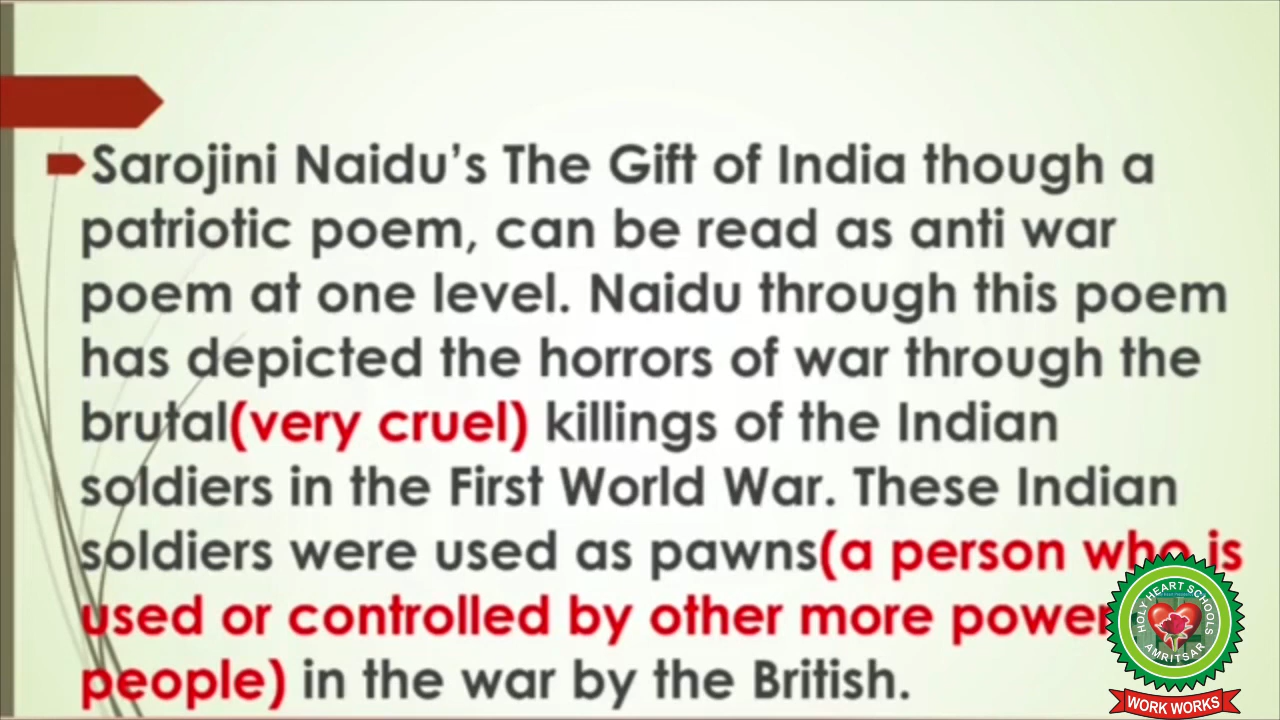 Sarojini Naidu's The Gift of India though a
patriotic poem, can be read as anti war
poem at one level. Naidu through this poem
has depicted the horrors of war through the
brutal(very cruel) killings of the Indian
soldiers in the First World War. These Indian
soldiers were used as pawns(a person who is
used or controlled by other more power
people) in the war by the British.
HOLY HEART SCHOOLS
AMRITSAR
WORK WORKS